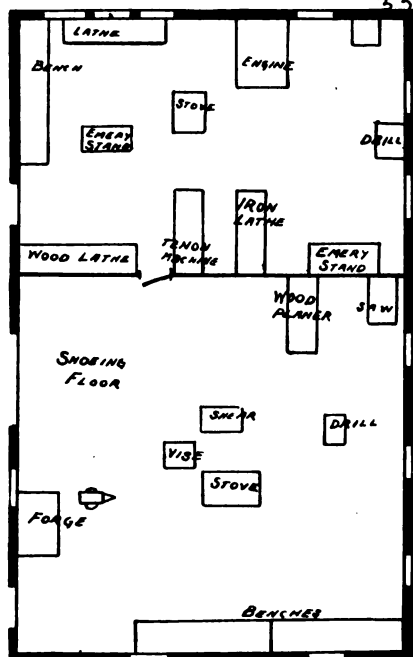 LATHE
BENCH
ENGINE
STOVE
EMERY
STAND
DRILL
IRON
LATHE
TENON
MACHINE
WOOD LATHE
EMERY
STAND
WOOD
PLANER
SAW
SHOEING
FLOOR
SHEAR
DRILL
VISE
STOVE
FORGE
BENCHES